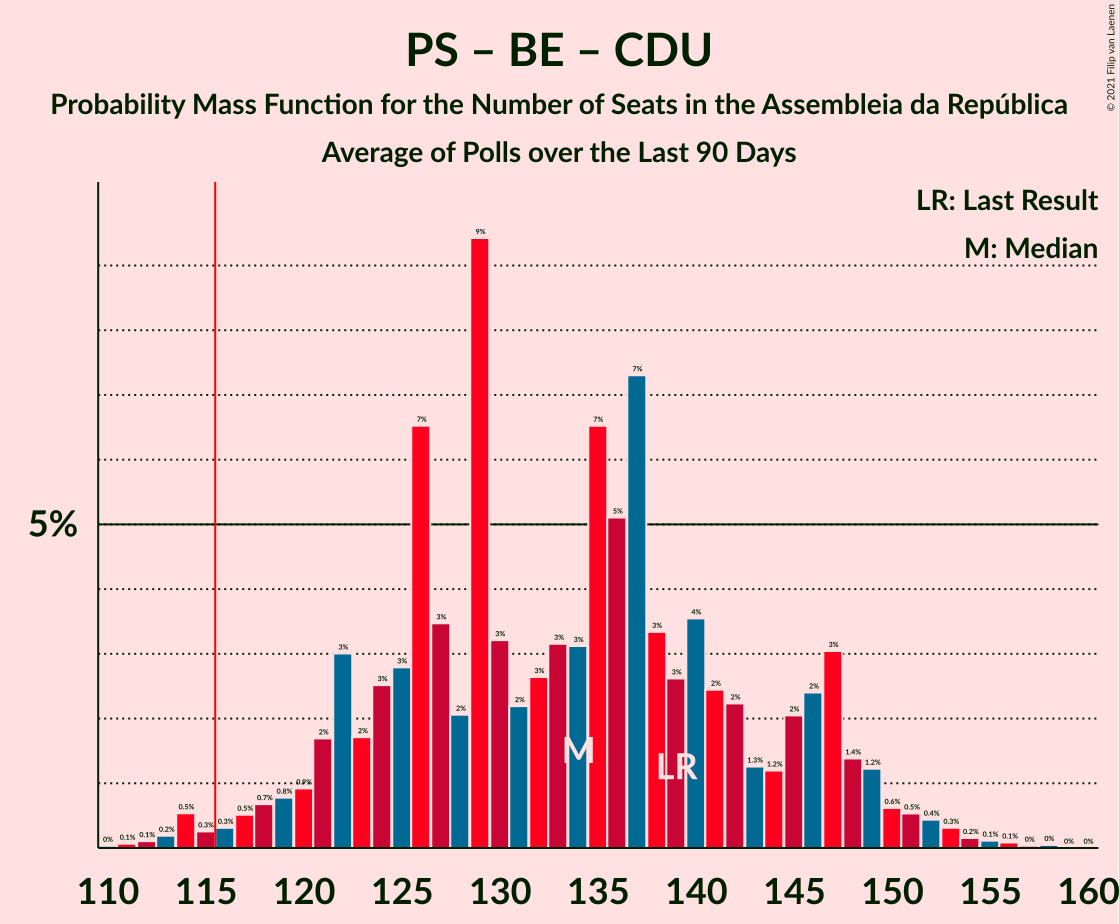 PS – BE – CDU
Probability Mass Function for the Number of Seats in the Assembleia da República
Average of Polls over the Last 90 Days
© 2021 Filip van Laenen
LR: Last Result
M: Median
5%
0% 0.1% 0.1% 0.2% 0.5% 0.3% 0.3% 0.5% 0.7% 0.8% 0.9% 2% 3% 2% 3% 3% 7% 3% 2% 9% 3% 2% 3% 3% 3% 7% 5% 7% 3% 3% 4% 2% 2% 1.3% 1.2% 2% 2% 3% 1.4% 1.2% 0.6% 0.5% 0.4% 0.3% 0.2% 0.1% 0.1% 0% 0% 0% 0%
M
LR
110 115 120 125 130 135 140 145 150 155 160